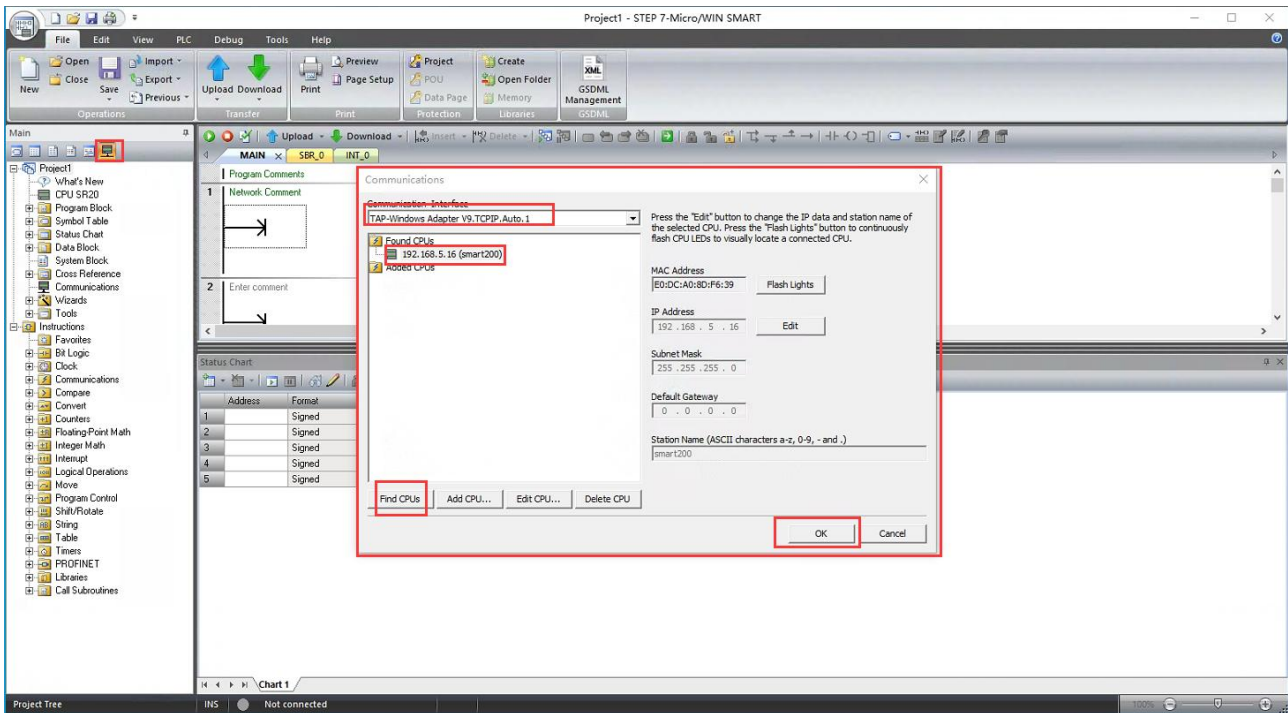 Project1 - STEP 7-Micro/WIN SMART
File Edit View PLC Debug Tools Help
New
Open
Close
Save
Import
Export
Previous
Operations
Upload Download
Transfer
Print
Preview
Page Setup
Print
Project
POU
Data Page
Protection
Create
Open Folder
Memory
Libraries
XML
GSDML
Management
GSDML
Main
Project1
What's New
CPU SR20
Program Block
Symbol Table
Status Chart
Data Block
System Block
Cross Reference
Communications
Wizards
Tools
Instructions
Favorites
Bit Logic
Clock
Communications
Compare
Convert
Counters
Floating-Point Math
Integer Math
Interrupt
Logical Operations
Move
Program Control
Shift/Rotate
String
Table
Timers
PROFINET
Libraries
Call Subroutines
Upload Download Insert Delete
MAIN SBR_0 INT_0
Program Comments
1 Network Comment
2 Enter comment
Status Chart
Address Format
1 Signed
2 Signed
3 Signed
4 Signed
5 Signed
Chart 1
Communications
Communication Interface
TAP-Windows Adapter V9.TCPIP.Auto.1
Found CPUs
192.168.5.16 (smart200)
Added CPUs
Find CPUs Add CPU... Edit CPU... Delete CPU
Press the "Edit" button to change the IP data and station name of
the selected CPU. Press the "Flash Lights" button to continuously
flash CPU LEDs to visually locate a connected CPU.
MAC Address
E0:DC:A0:8D:F6:39 Flash Lights
IP Address
192 . 168 . 5 . 16 Edit
Subnet Mask
255 . 255 . 255 . 0
Default Gateway
0 . 0 . 0 . 0
Station Name (ASCII characters a-z, 0-9, - and .)
smart200
OK Cancel
Project Tree INS Not connected 100%